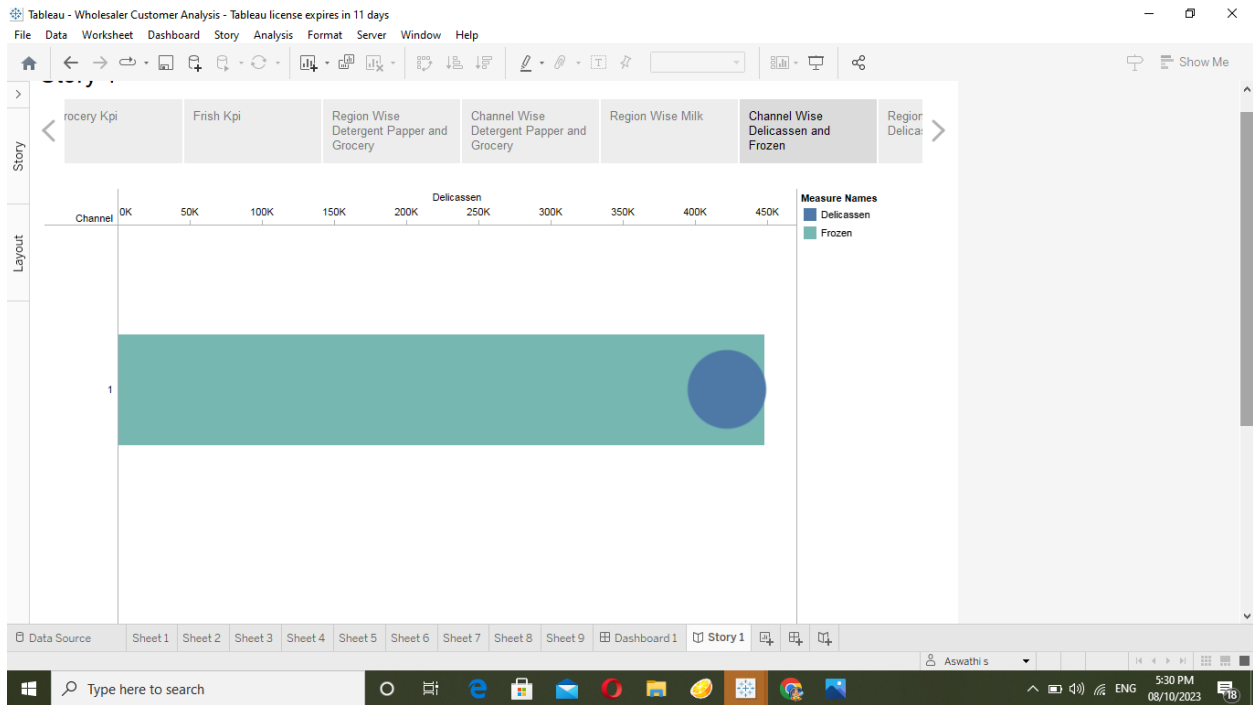 Tableau - Wholesaler Customer Analysis - Tableau license expires in 11 days
File Data Worksheet Dashboard Story Analysis Format Server Window Help
Show Me
rocery Kpi
Frish Kpi
Region Wise
Detergent Papper and
Grocery
Channel Wise
Detergent Papper and
Grocery
Region Wise Milk
Channel Wise
Delicassen and
Frozen
Region
Delicas
Story
Layout
Delicassen
Channel
0K 50K 100K 150K 200K 250K 300K 350K 400K 450K
1
Measure Names
Delicassen
Frozen
Data Source Sheet 1 Sheet 2 Sheet 3 Sheet 4 Sheet 5 Sheet 6 Sheet 7 Sheet 8 Sheet 9 Dashboard 1 Story 1
Aswathi s
Type here to search
ENG
5:30 PM
08/10/2023
18